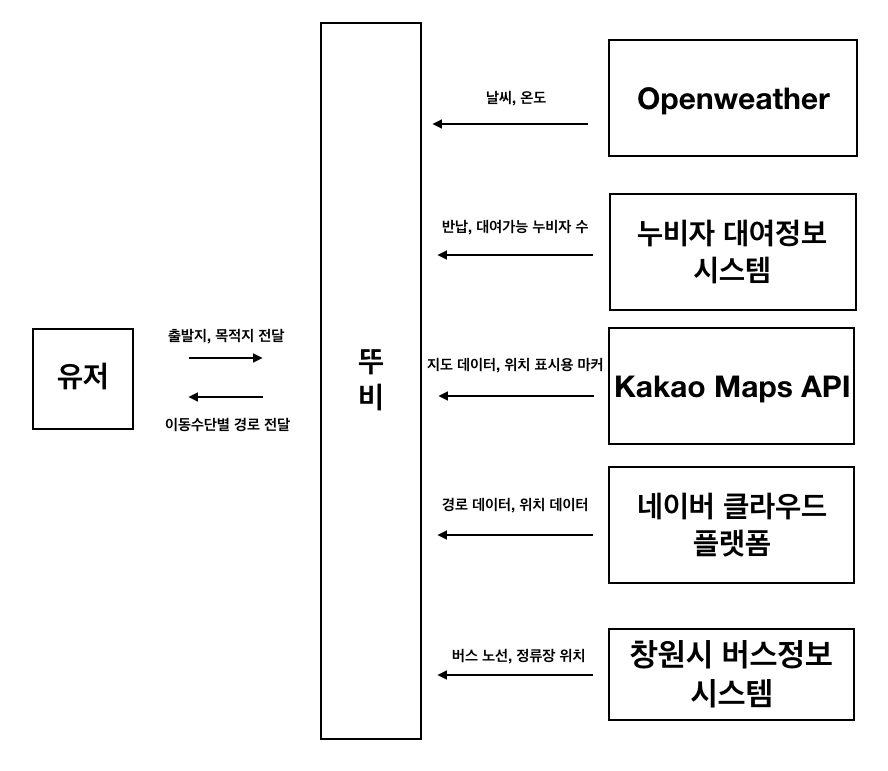 날씨, 온도
Openweather
반납, 대여가능 누비자 수
누비자 대여정보
시스템
출발지, 목적지 전달
유저
이동수단별 경로 전달
뚜
비
지도 데이터, 위치 표시용 마커
Kakao Maps API
경로 데이터, 위치 데이터
네이버 클라우드
플랫폼
버스 노선, 정류장 위치
창원시 버스정보
시스템